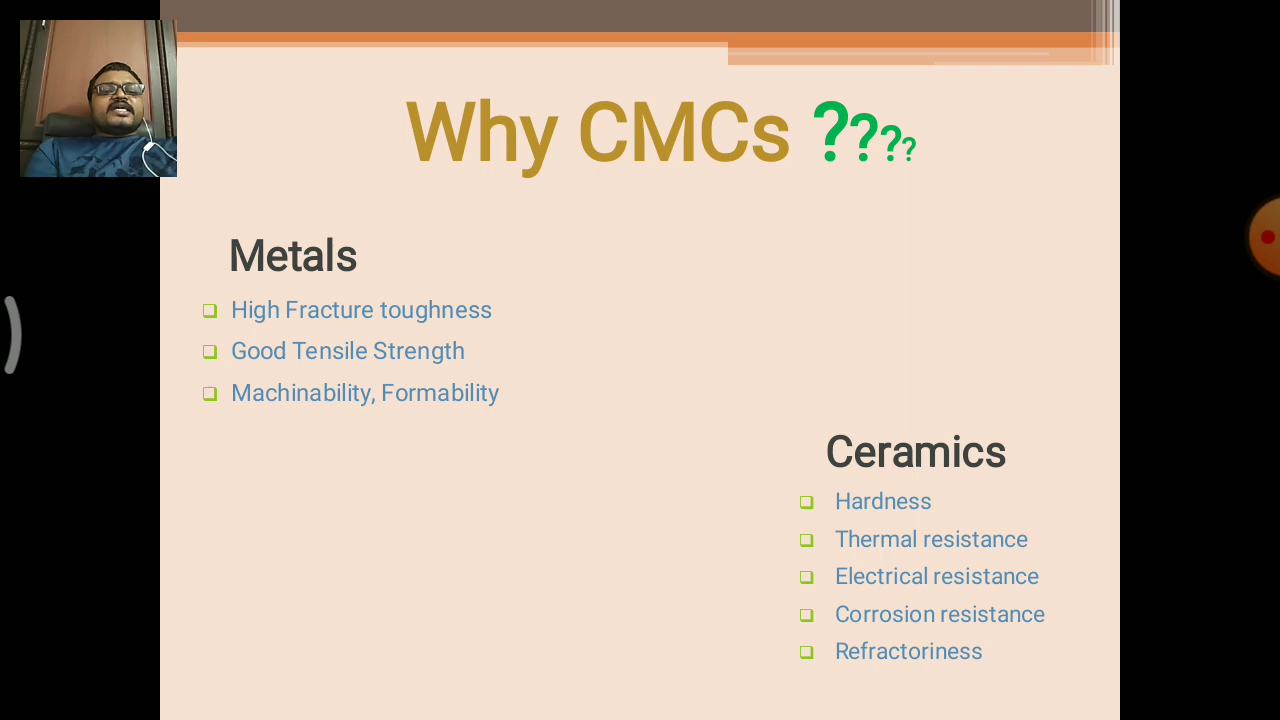 Why CMCs ????
Metals
High Fracture toughness
Good Tensile Strength
Machinability, Formability
Ceramics
Hardness
Thermal resistance
Electrical resistance
Corrosion resistance
Refractoriness